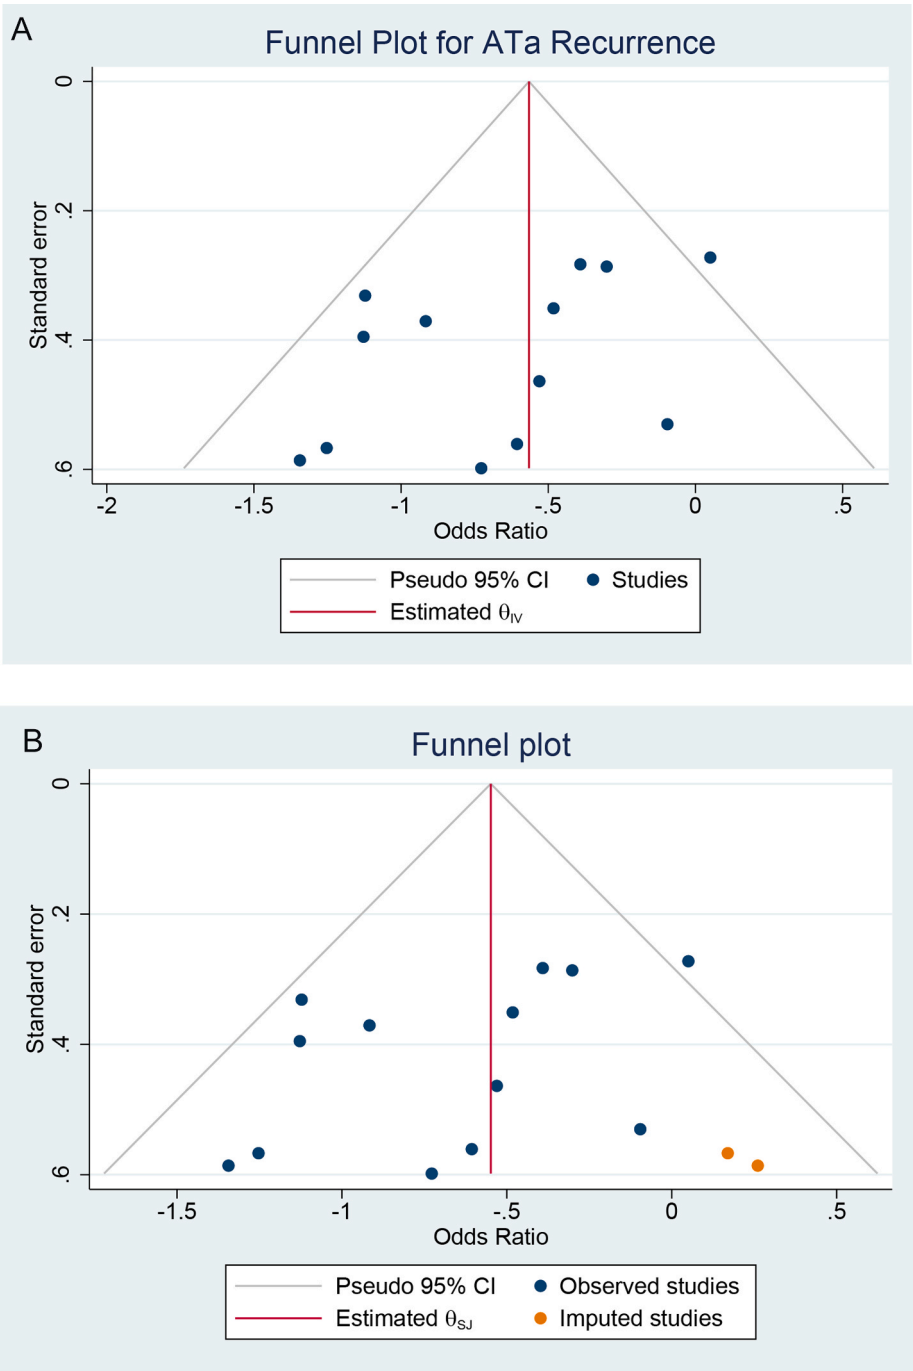 A
Funnel Plot for ATa Recurrence
Standard error
0
.2
.4
.6
-2
-1.5
-1
-.5
0
.5
Odds Ratio
Pseudo 95% CI
Studies
Estimated θIV
B
Funnel plot
Standard error
0
.2
.4
.6
-1.5
-1
-.5
0
.5
Odds Ratio
Pseudo 95% CI
Observed studies
Estimated θSJ
Imputed studies